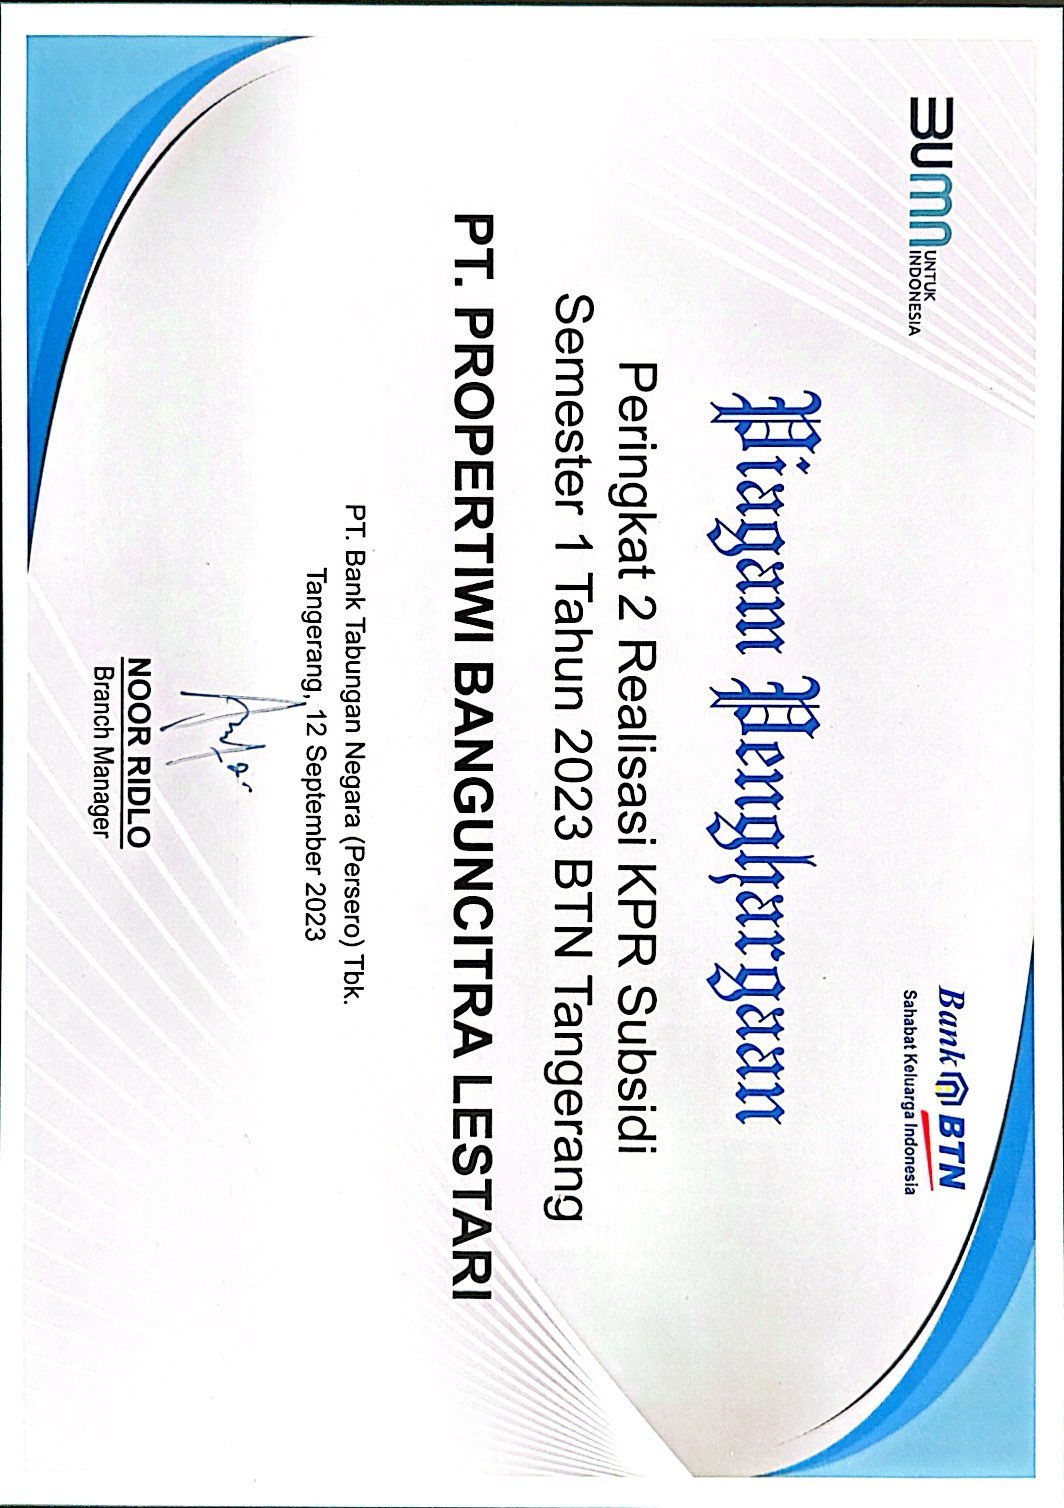 BUMN UNTUK
INDONESIA
Bank BTN
Sahabat Keluarga Indonesia
Piagam Penghargaan
Peringkat 2 Realisasi KPR Subsidi
Semester 1 Tahun 2023 BTN Tangerang
PT. PROPERTIWI BANGUNCITRA LESTARI
PT. Bank Tabungan Negara (Persero) Tbk.
Tangerang, 12 September 2023
NOOR RIDLO
Branch Manager